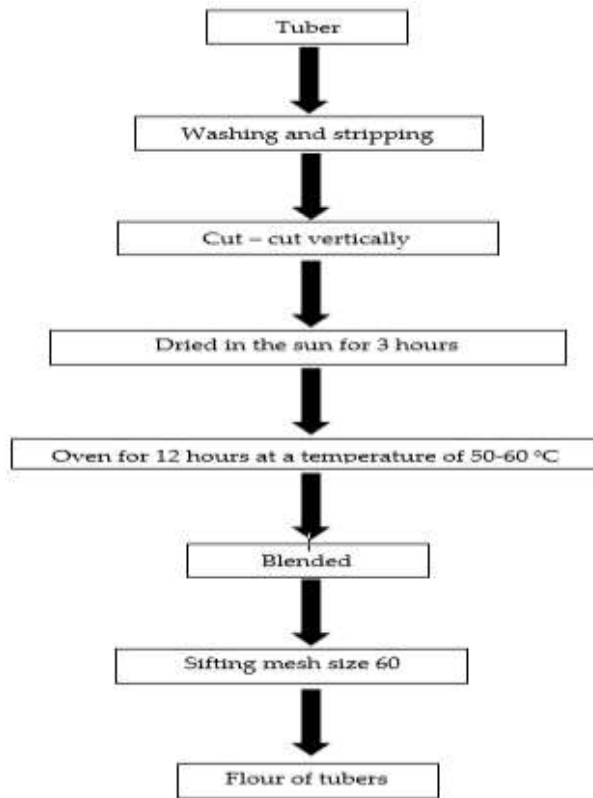 Tuber
Washing and stripping
Cut – cut vertically
Dried in the sun for 3 hours
Oven for 12 hours at a temperature of 50-60 °C
Blended
Sifting mesh size 60
Flour of tubers